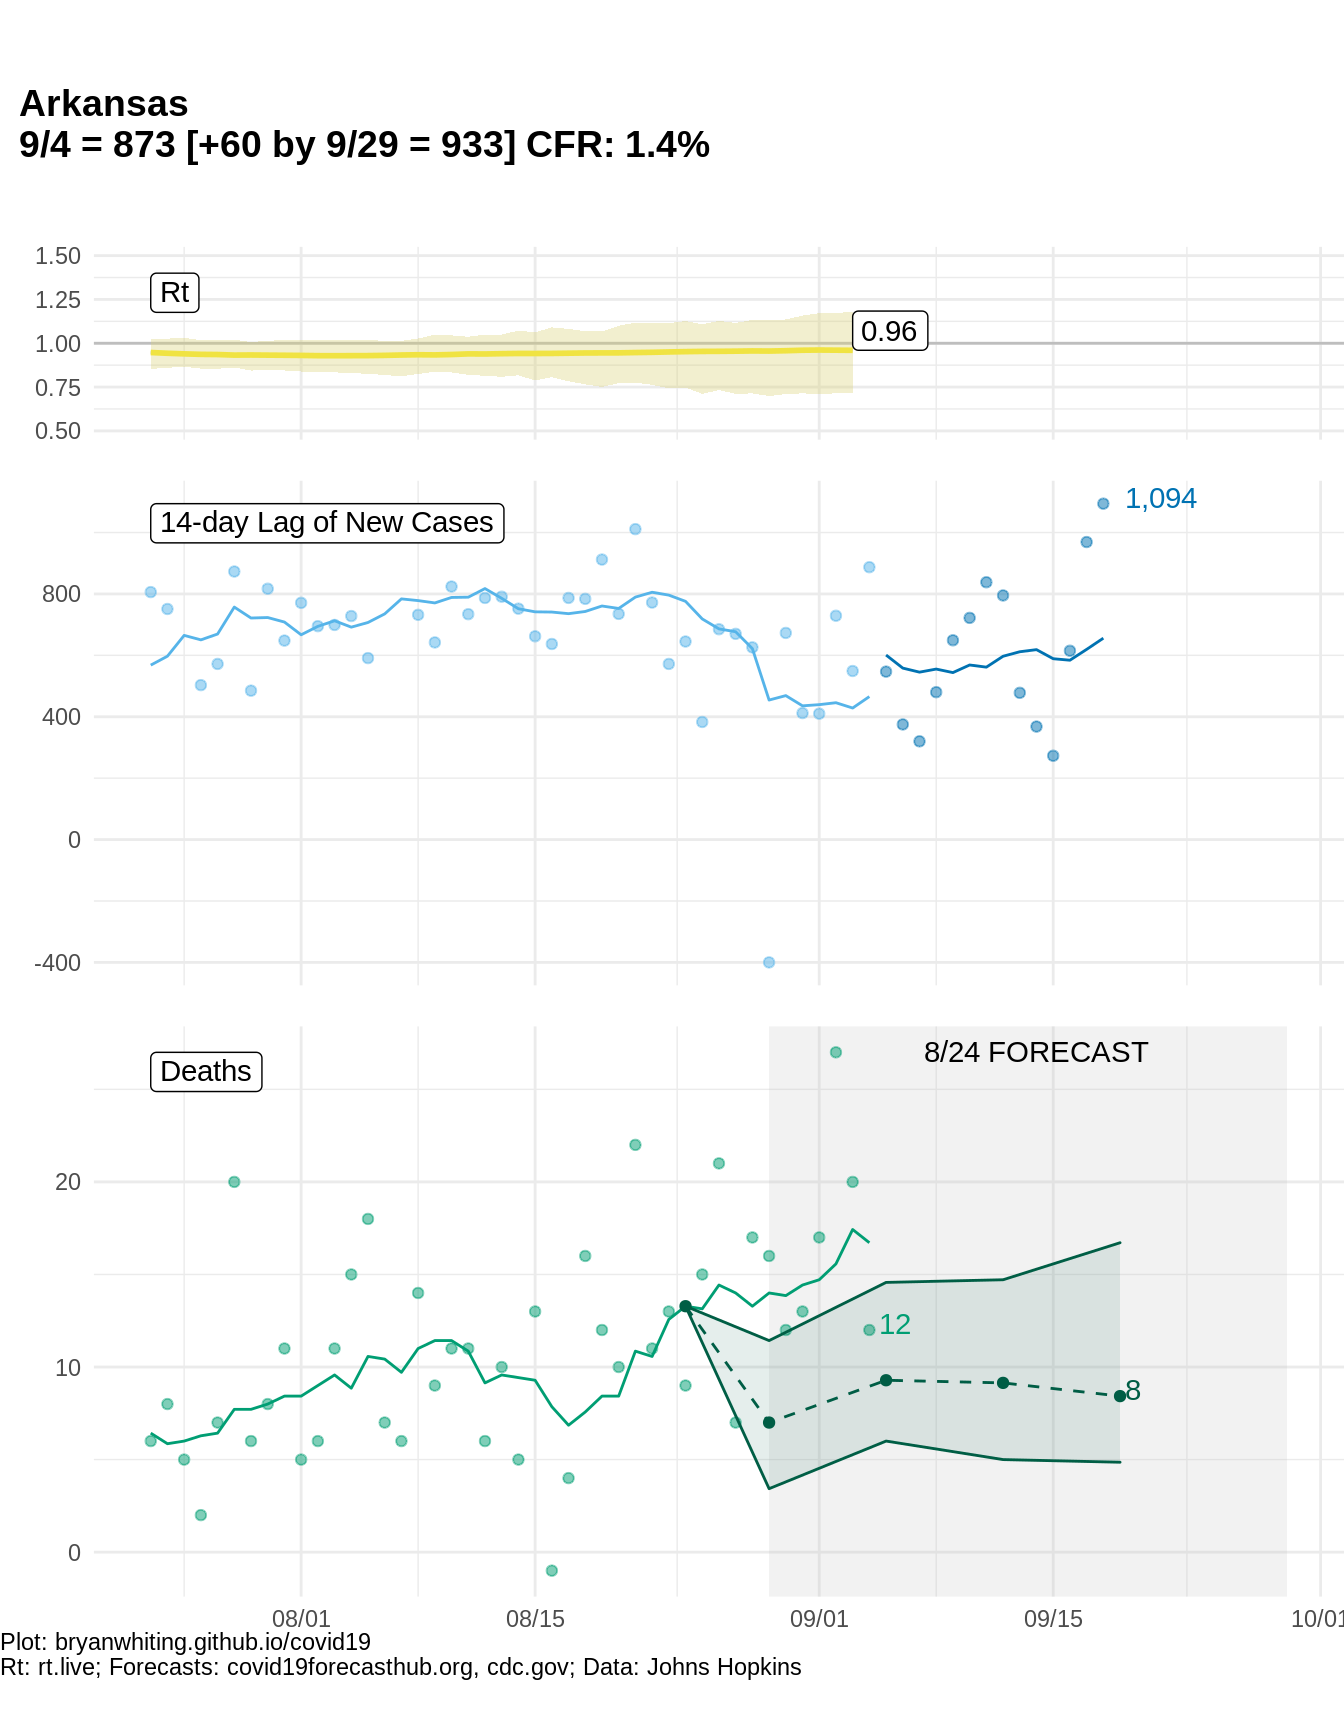 Arkansas
9/4 = 873 [+60 by 9/29 = 933] CFR: 1.4%
1.50
Rt
1.25
0.96
1.00
0.75
0.50
1,094
14-day Lag of New Cases
800
400
0
-400
8/24 FORECAST
Deaths
20
12
10
8
0
08/01 08/15 09/01 09/15 10/01
Plot: bryanwhiting.github.io/covid19
Rt: rt.live; Forecasts: covid19forecasthub.org, cdc.gov; Data: Johns Hopkins